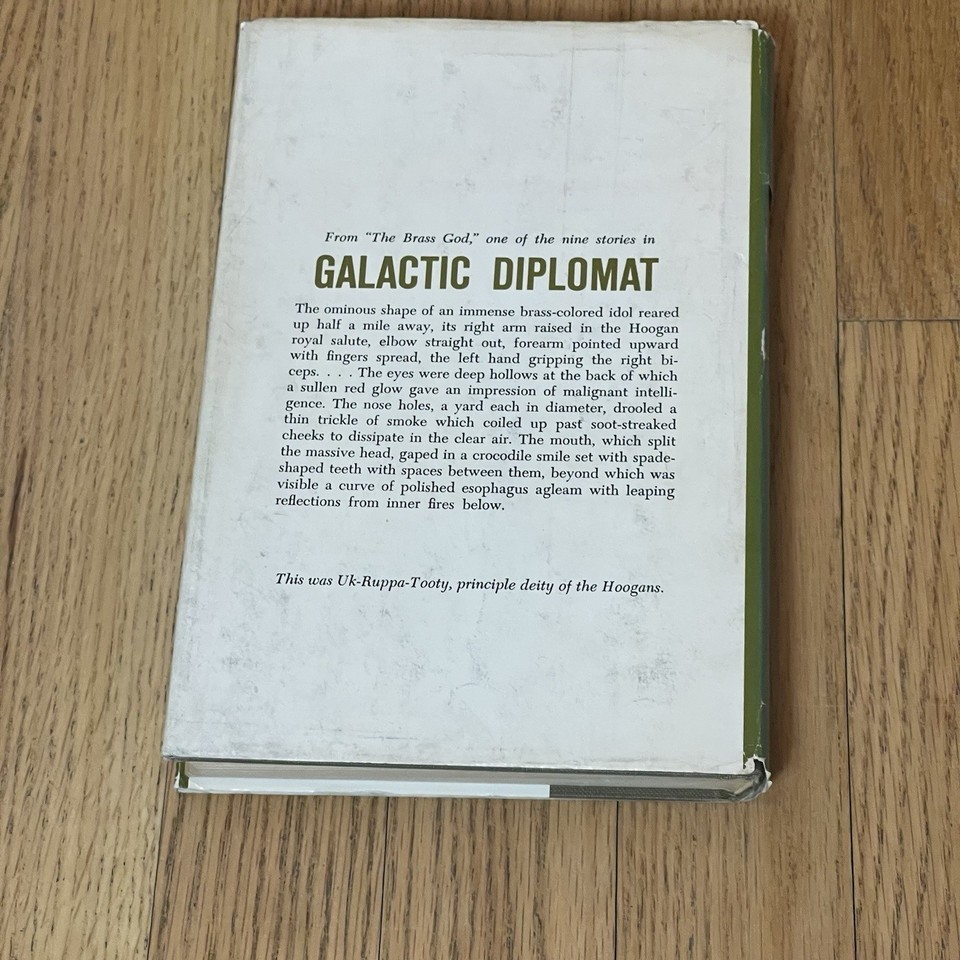 From “The Brass God,” one of the nine stories in
GALACTIC DIPLOMAT
The ominous shape of an immense brass-colored idol reared
up half a mile away, its right arm raised in the Hoogan
royal salute, elbow straight out, forearm pointed upward
with fingers spread, the left hand gripping the right bi-
ceps. . . . The eyes were deep hollows at the back of which
a sullen red glow gave an impression of malignant intelli-
gence. The nose holes, a yard each in diameter, drooled a
thin trickle of smoke which coiled up past soot-streaked
cheeks to dissipate in the clear air. The mouth, which split
the massive head, gaped in a crocodile smile set with spade-
shaped teeth with spaces between them, beyond which was
visible a curve of polished esophagus agleam with leaping
reflections from inner fires below.
This was Uk-Ruppa-Tooty, principle deity of the Hoogans.